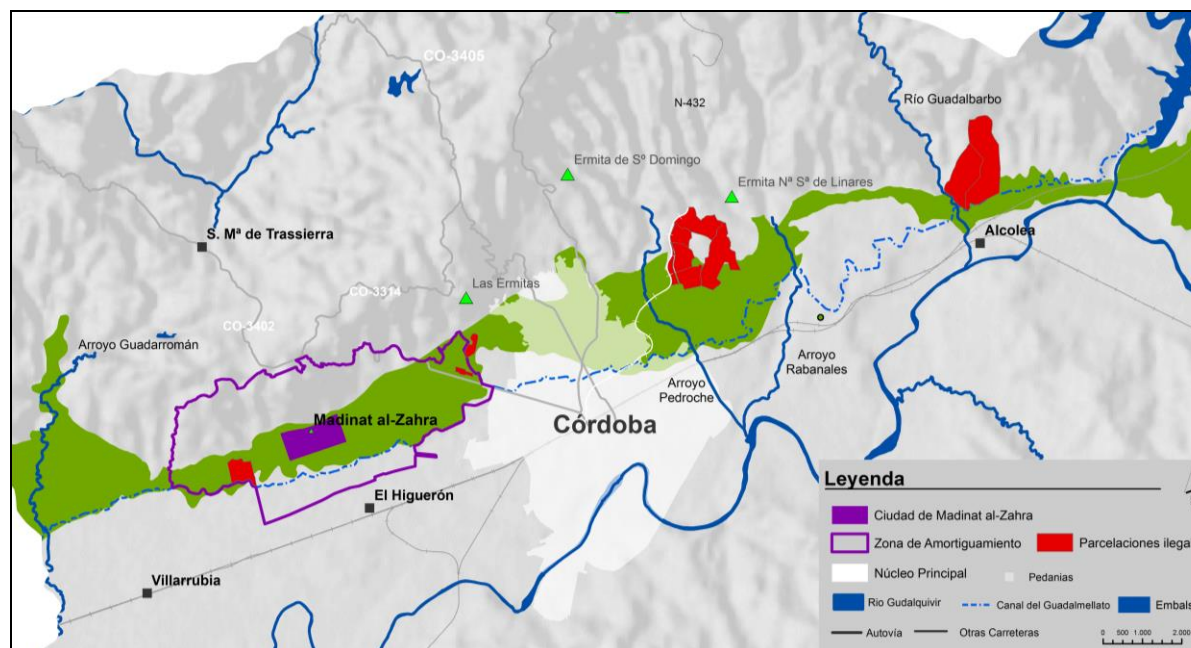 CO-3405
N-432
Río Guadalbarbo
Ermita de Sº Domingo
Ermita Nª Sª de Linares
S. Mª de Trassierra
Alcolea
Las Ermitas
CO-3314
CO-3402
Arroyo Guadarromán
Arroyo
Rabanales
Arroyo
Pedroche
Madinat al-Zahra
Córdoba
El Higuerón
Villarrubia
Leyenda
Ciudad de Madinat al-Zahra
Zona de Amortiguamiento
Parcelaciones ilega
Núcleo Principal
Pedanias
Rio Gudalquivir
Canal del Guadalmellato
Embals
Autovía
Otras Carreteras
0 500 1.000 2.000